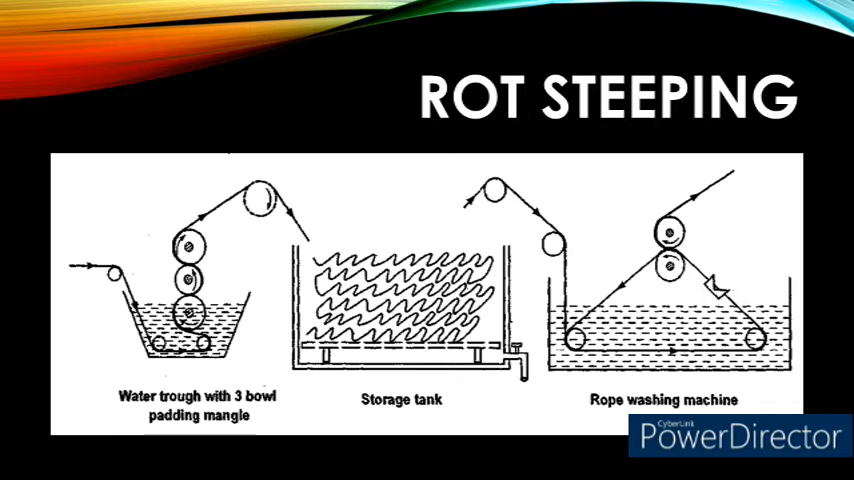 ROT STEEPING
Water trough with 3 bowl
padding mangle
Storage tank
Rope washing machine
CyberLink
PowerDirector